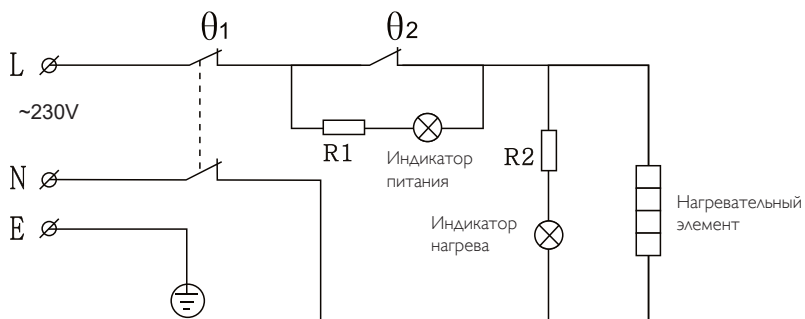 θ1
θ2
L
~230V
R1
Индикатор
питания
R2
N
E
Индикатор
нагрева
Нагревательный
элемент